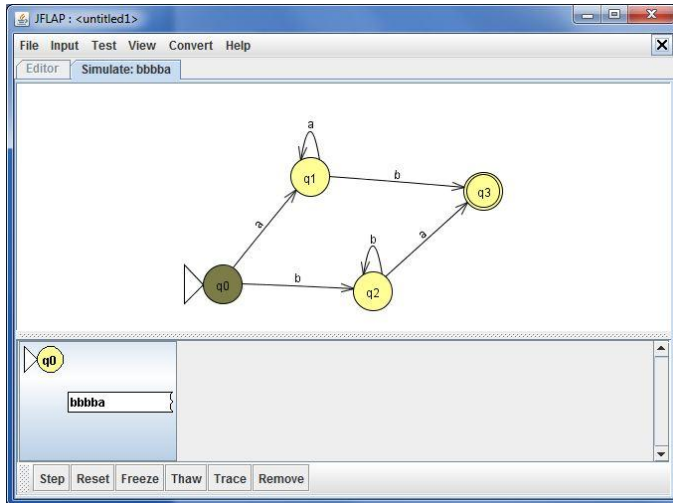 JFLAP : <untitled1>
File Input Test View Convert Help
Editor Simulate: bbbba
a
q1
b
q3
a
b
a
q0
b
q2
q0
bbbba
Step Reset Freeze Thaw Trace Remove